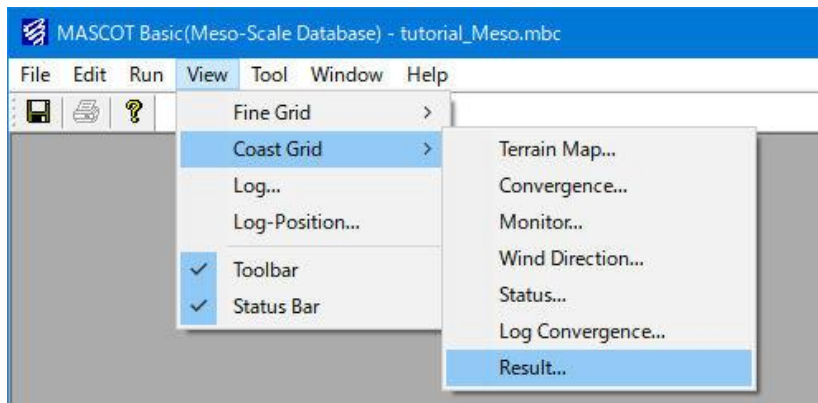 MASCOT Basic(Meso-Scale Database) - tutorial_Meso.mbc
File Edit Run View Tool Window Help
Fine Grid
Coast Grid
Log...
Log-Position...
Toolbar
Status Bar
Terrain Map...
Convergence...
Monitor...
Wind Direction...
Status...
Log Convergence...
Result...